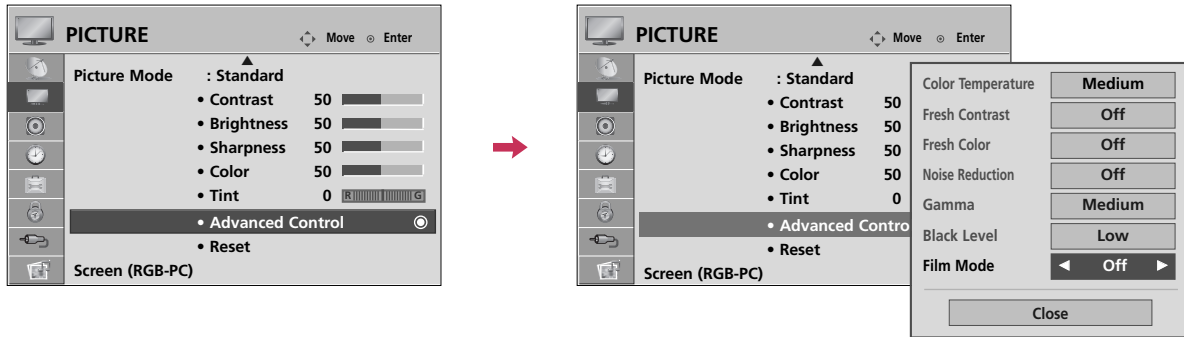 PICTURE
Move Enter
Picture Mode : Standard
• Contrast 50
• Brightness 50
• Sharpness 50
• Color 50
• Tint 0 R G
• Advanced Control
• Reset
Screen (RGB-PC)
PICTURE
Move Enter
Picture Mode : Standard
• Contrast 50
• Brightness 50
• Sharpness 50
• Color 50
• Tint 0
• Advanced Contro
• Reset
Screen (RGB-PC)
Color Temperature Medium
Fresh Contrast Off
Fresh Color Off
Noise Reduction Off
Gamma Medium
Black Level Low
Film Mode ◄ Off ►
Close